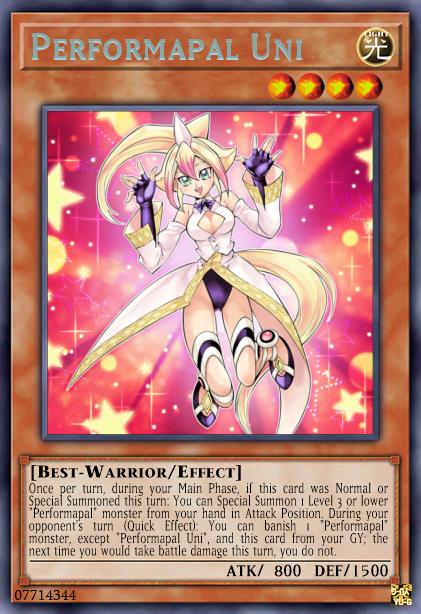 Performapal Uni
LIGHT
光
[Best-Warrior/Effect]
Once per turn, during your Main Phase, if this card was Normal or
Special Summoned this turn: You can Special Summon 1 Level 3 or lower
"Performapal" monster from your hand in Attack Position. During your
opponent's turn (Quick Effect): You can banish 1 "Performapal"
monster, except "Performapal Uni", and this card from your GY; the
next time you would take battle damage this turn, you do not.
ATK/ 800 DEF/1500
07714344